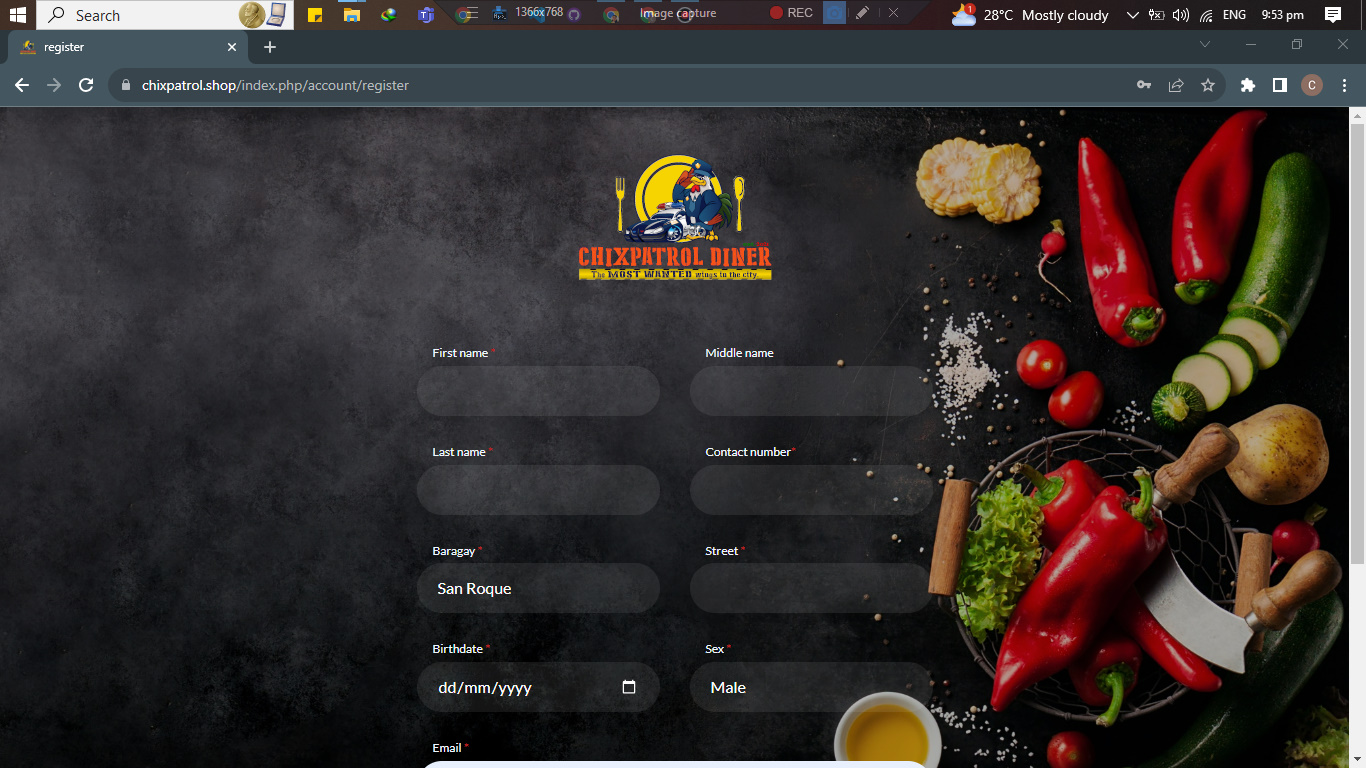 Search
1366x768
Image capture
REC
1
28°C Mostly cloudy
ENG
9:53 pm
register
chixpatrol.shop/index.php/account/register
C
CHIXPATROL DINER
The MOST WANTED wings in the city.
First name *
Middle name
Last name *
Contact number*
Baragay *
Street *
San Roque
Birthdate *
Sex *
dd/mm/yyyy
Male
Email *